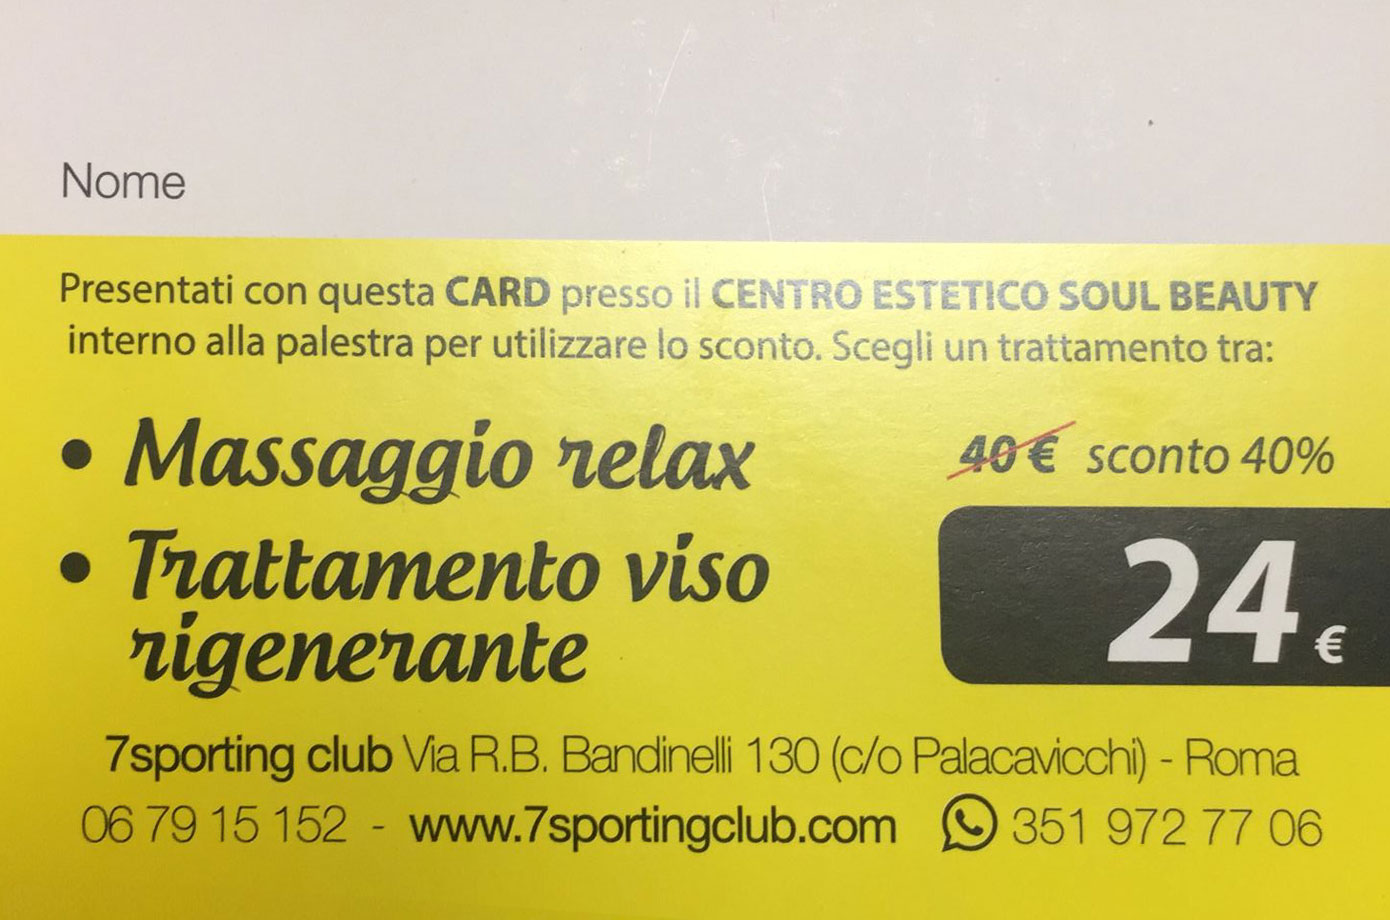 Nome
Presentati con questa CARD presso il CENTRO ESTETICO SOUL BEAUTY
interno alla palestra per utilizzare lo sconto. Scegli un trattamento tra:
• Massaggio relax 40 € sconto 40%
• Trattamento viso
rigenerante
24 €
7sporting club Via R.B. Bandinelli 130 (c/o Palacavicchi) - Roma
06 79 15 152 - www.7sportingclub.com 351 972 77 06